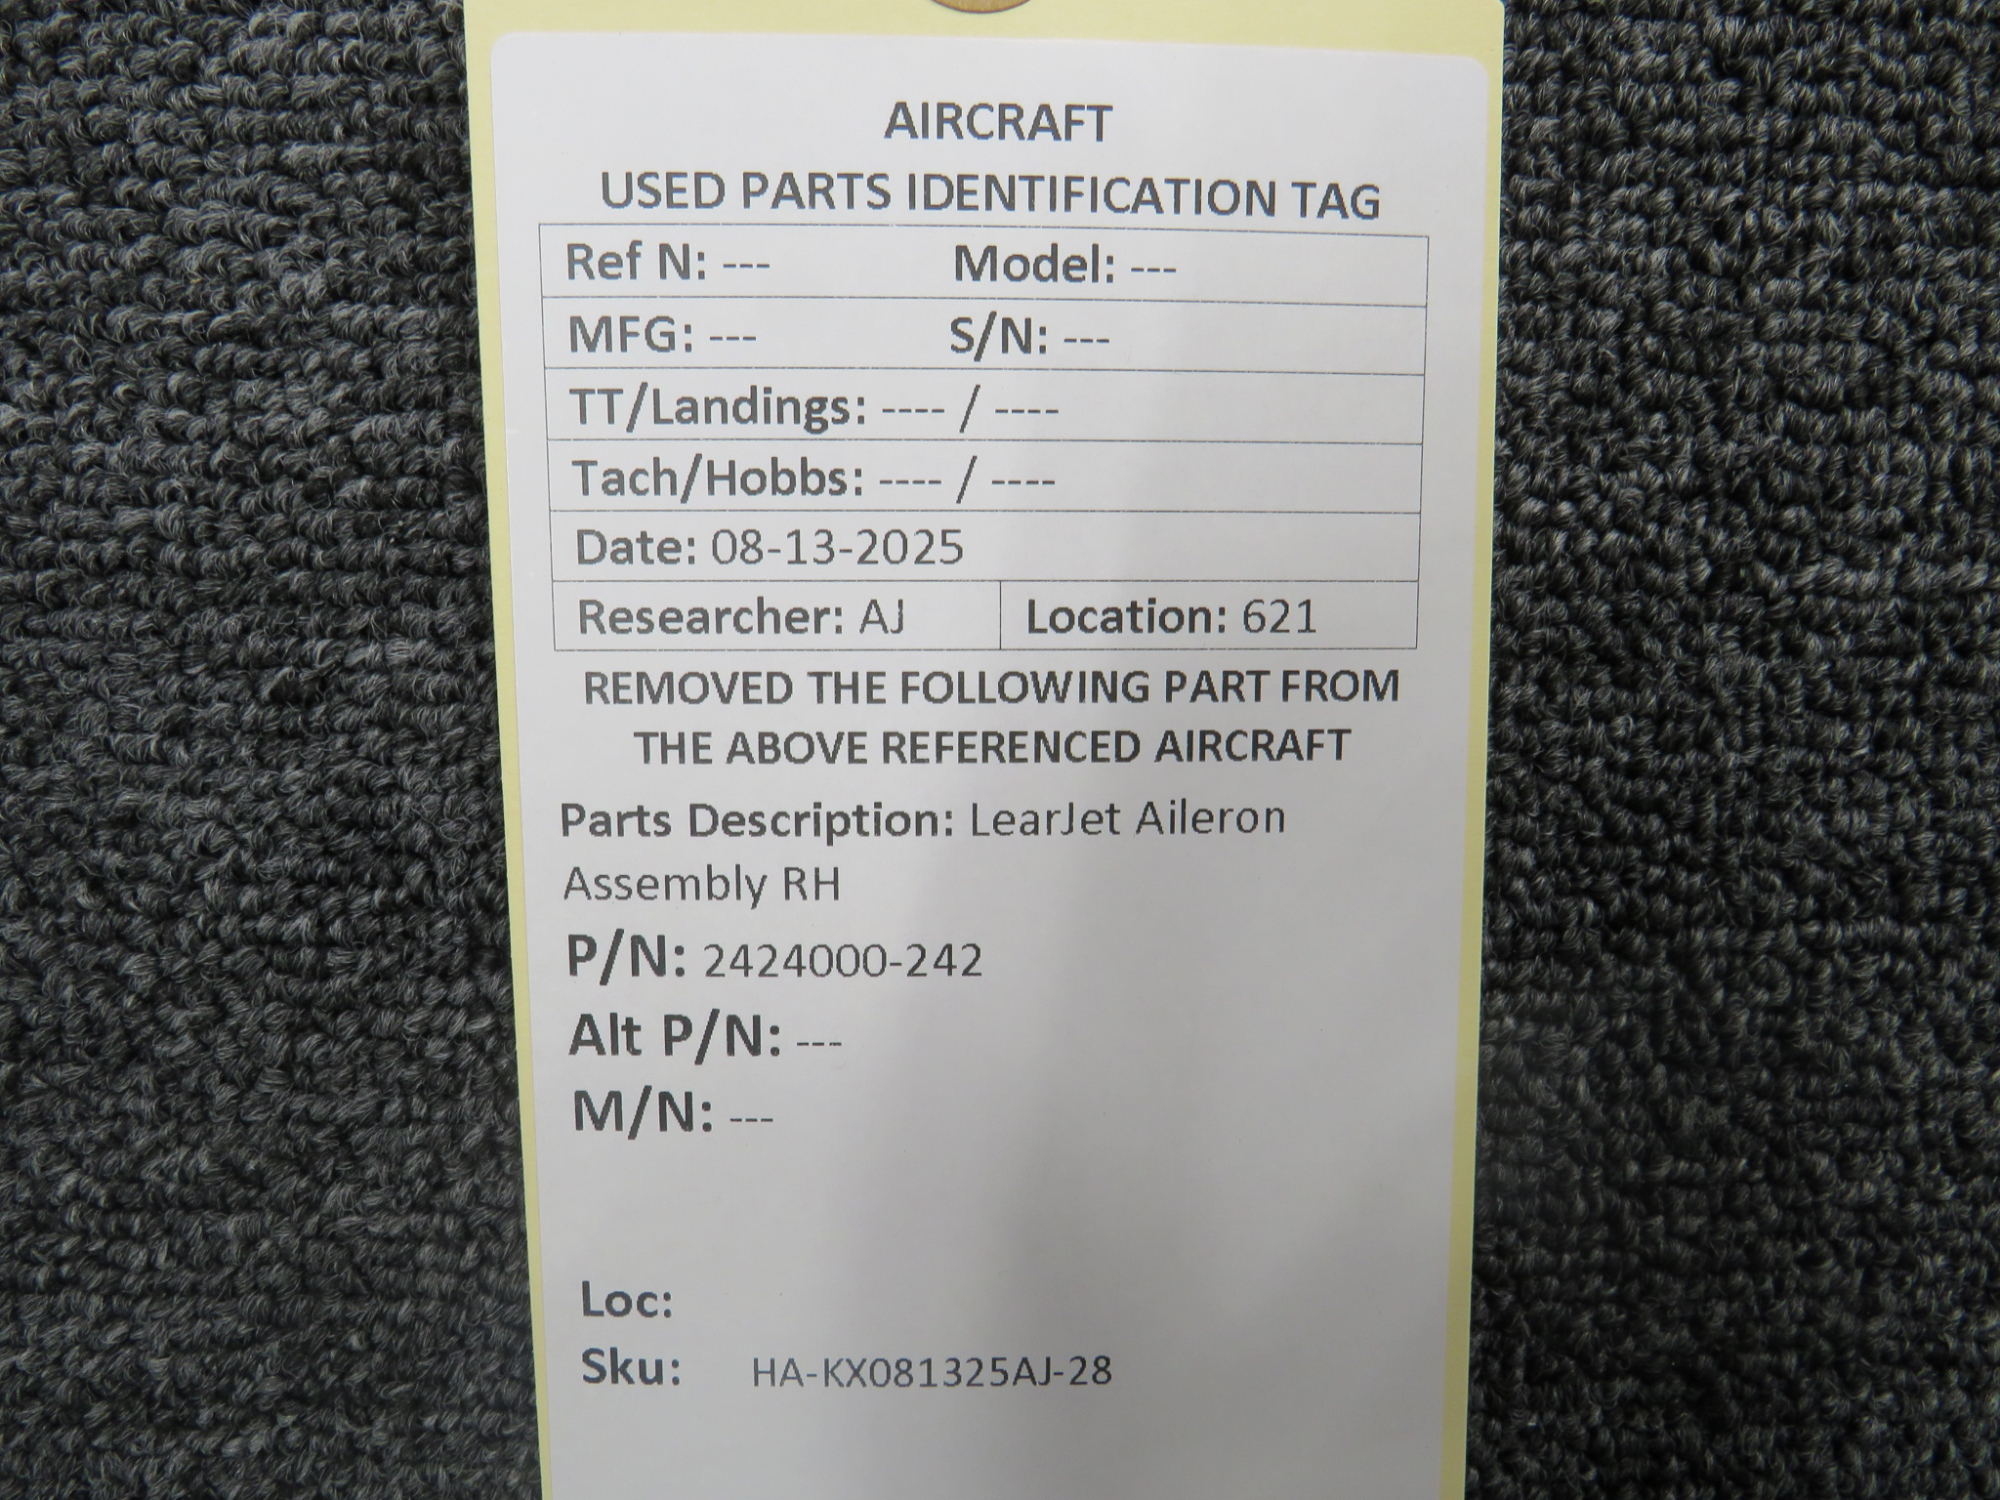 AIRCRAFT
USED PARTS IDENTIFICATION TAG
Ref N: --- Model: ---
MFG: --- S/N: ---
TT/Landings: ---- / ----
Tach/Hobbs: ---- / ----
Date: 08-13-2025
Researcher: AJ Location: 621
REMOVED THE FOLLOWING PART FROM
THE ABOVE REFERENCED AIRCRAFT
Parts Description: LearJet Aileron
Assembly RH
P/N: 2424000-242
Alt P/N: ---
M/N: ---
Loc:
Sku: HA-KX081325AJ-28